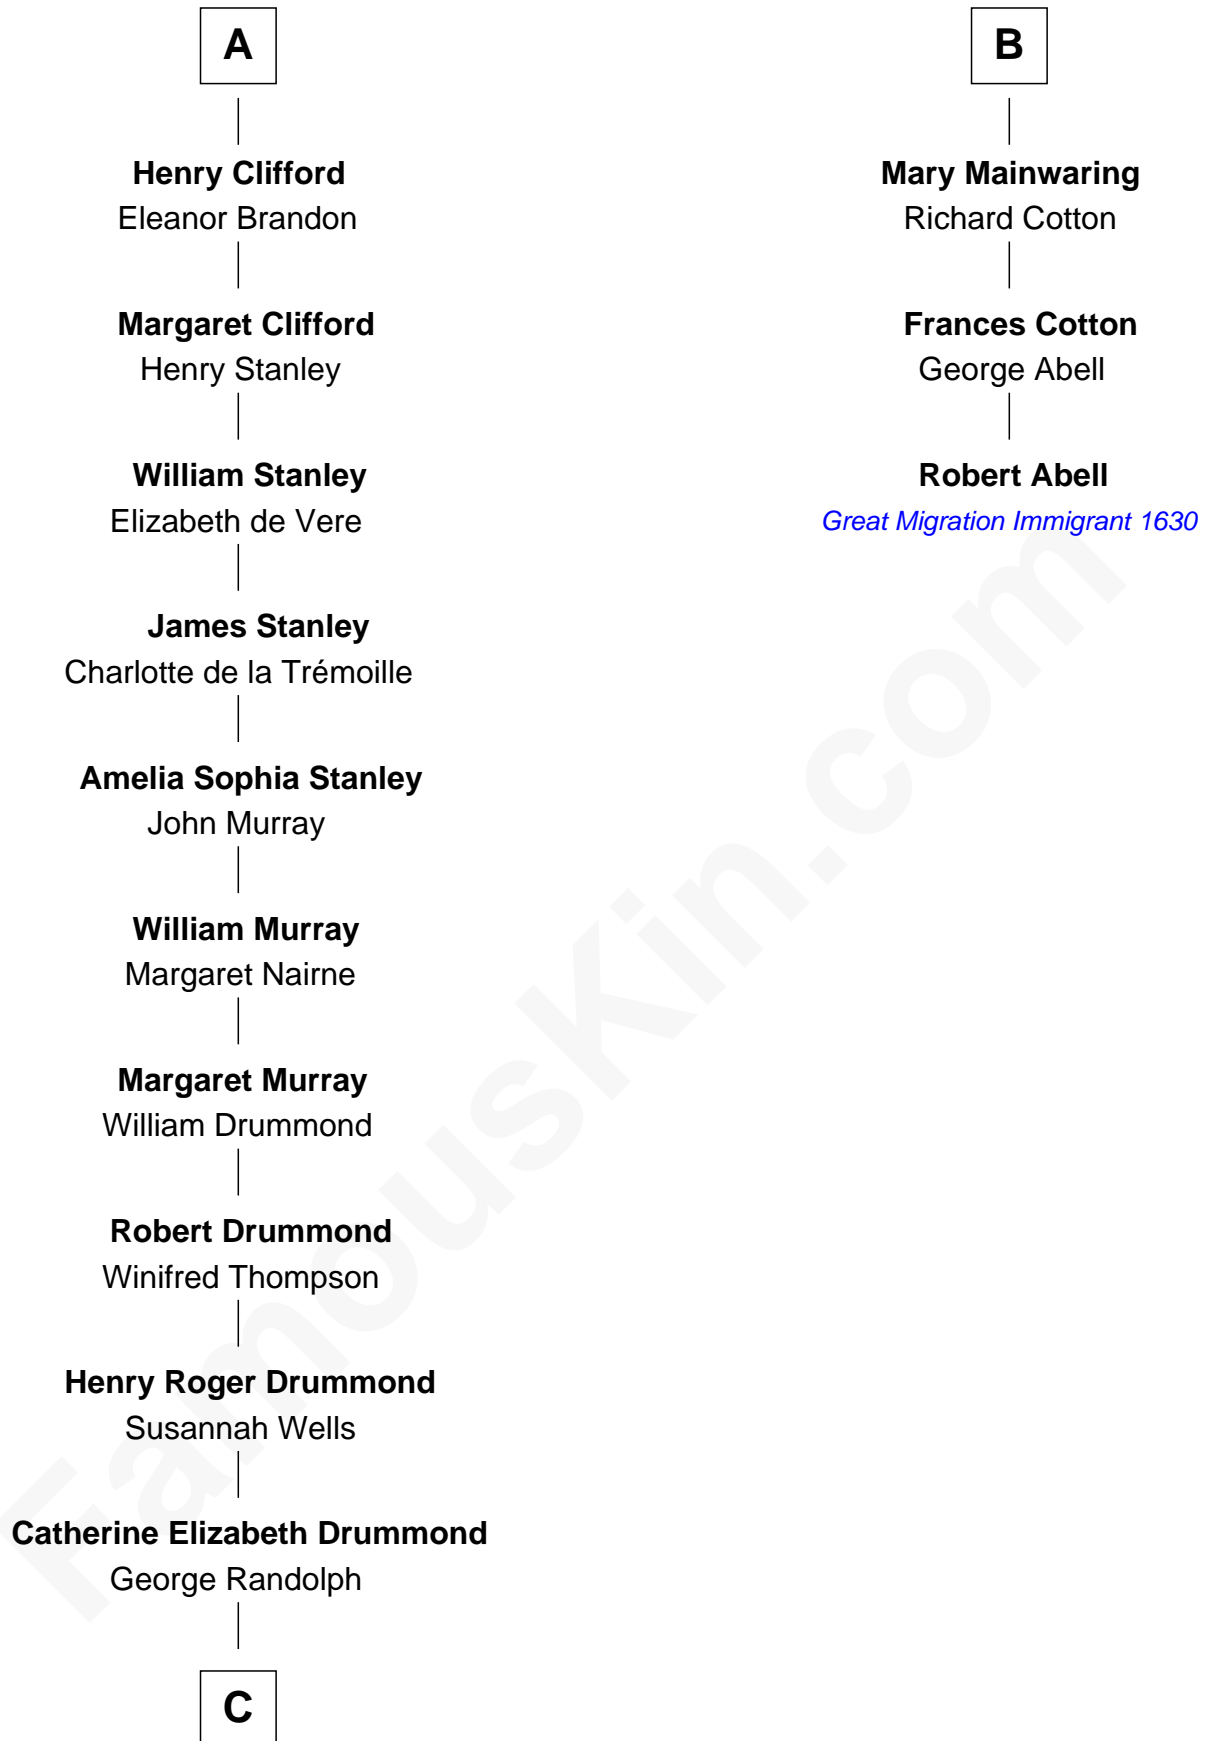 A
Henry Clifford
Eleanor Brandon
Margaret Clifford
Henry Stanley
William Stanley
Elizabeth de Vere
James Stanley
Charlotte de la Trémoille
Amelia Sophia Stanley
John Murray
William Murray
Margaret Nairne
Margaret Murray
William Drummond
Robert Drummond
Winifred Thompson
Henry Roger Drummond
Susannah Wells
Catherine Elizabeth Drummond
George Randolph
C
B
Mary Mainwaring
Richard Cotton
Frances Cotton
George Abell
Robert Abell
Great Migration Immigrant 1630
FamousKin.com